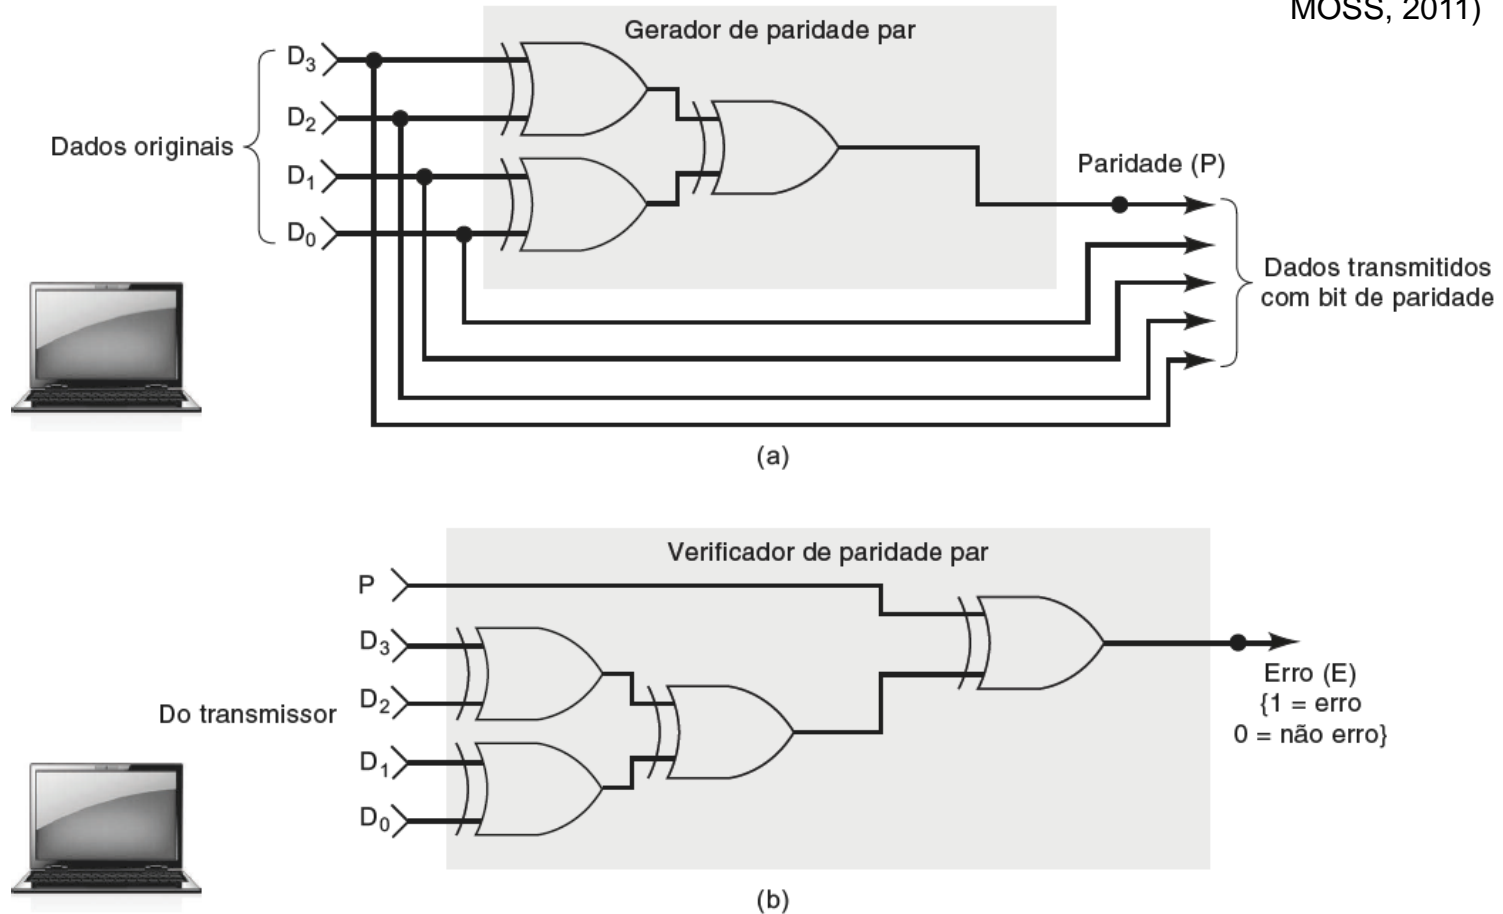 MOSS, 2011)
Gerador de paridade par
D3
D2
Dados originais
D1
D0
Paridade (P)
Dados transmitidos
com bit de paridade
(a)
Verificador de paridade par
P
D3
D2
Do transmissor
D1
D0
Erro (E)
{1 = erro
0 = não erro}
(b)